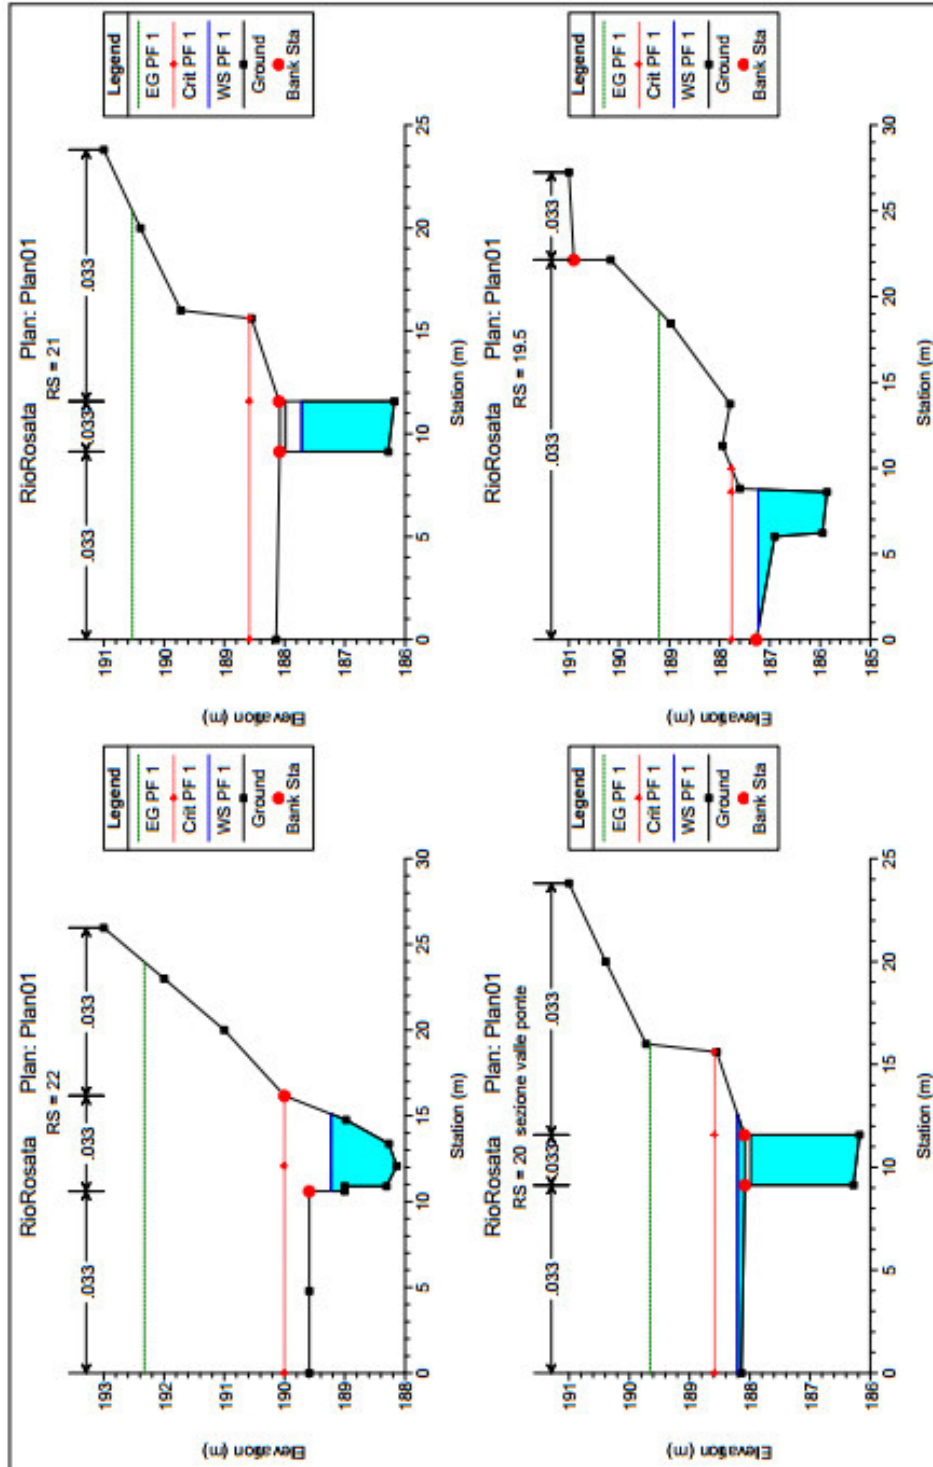 RioRosata Plan: Plan01
RS = 22
.033
.033
.033
Legend
EG PF 1
Crit PF 1
WS PF 1
Ground
Bank Sta
Elevation (m)
193
192
191
190
189
188
0 5 10 15 20 25 30
Station (m)
RioRosata Plan: Plan01
RS = 21
.033
.033
.033
Legend
EG PF 1
Crit PF 1
WS PF 1
Ground
Bank Sta
Elevation (m)
191
190
189
188
187
186
0 5 10 15 20 25
Station (m)
RioRosata Plan: Plan01
RS = 20 sezione valle ponte
.033
.033
.033
Legend
EG PF 1
Crit PF 1
WS PF 1
Ground
Bank Sta
Elevation (m)
191
190
189
188
187
186
0 5 10 15 20 25
Station (m)
RioRosata Plan: Plan01
RS = 19.5
.033
.033
Legend
EG PF 1
Crit PF 1
WS PF 1
Ground
Bank Sta
Elevation (m)
191
190
189
188
187
186
185
0 5 10 15 20 25 30
Station (m)